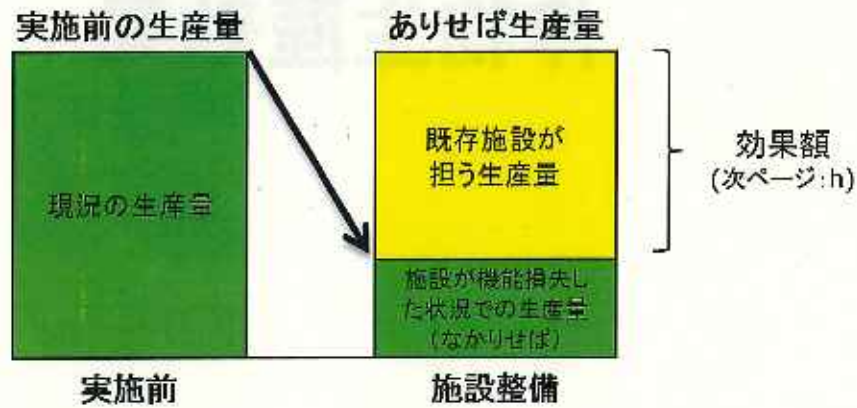 実施前の生産量
ありせば生産量
現況の生産量
既存施設が
担う生産量
効果額
(次ページ:h)
施設が機能損失し
た状況での生産量
(なかりせば)
実施前
施設整備